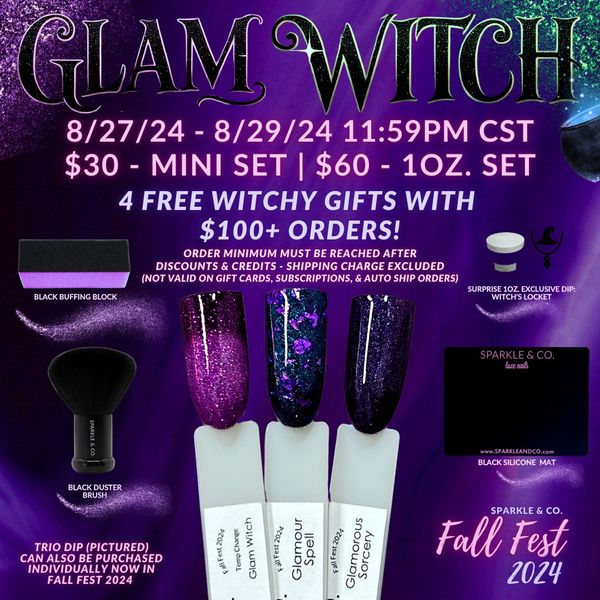 GLAM WITCH
8/27/24 - 8/29/24 11:59PM CST
$30 - MINI SET | $60 - 1OZ. SET
4 FREE WITCHY GIFTS WITH
$100+ ORDERS!
ORDER MINIMUM MUST BE REACHED AFTER
DISCOUNTS & CREDITS - SHIPPING CHARGE EXCLUDED
(NOT VALID ON GIFT CARDS, SUBSCRIPTIONS, & AUTO SHIP ORDERS)
BLACK BUFFING BLOCK
SURPRISE 1OZ. EXCLUSIVE DIP:
WITCH'S LOCKET
SPARKLE & CO.
BLACK DUSTER
BRUSH
SPARKLE & CO.
luxe nails
www.SPARKLEANDCO.com
BLACK SILICONE MAT
Fall Fest 2024
Temp Change
Glam Witch
Fall Fest 2024
Glamour
Spell
Fall Fest 2024
Glamorous
Sorcery
TRIO DIP (PICTURED)
CAN ALSO BE PURCHASED
INDIVIDUALLY NOW IN
FALL FEST 2024
SPARKLE & CO.
Fall Fest
2024